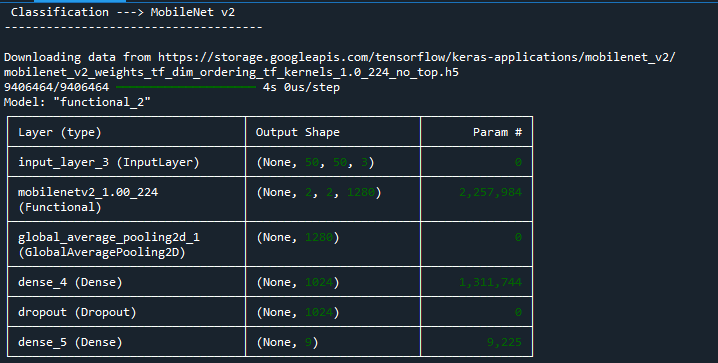 Classification ---> MobileNet v2
-------------------------------------
Downloading data from https://storage.googleapis.com/tensorflow/keras-applications/mobilenet_v2/
mobilenet_v2_weights_tf_dim_ordering_tf_kernels_1.0_224_no_top.h5
9406464/9406464 ━━━━━━━━━━━━━━━━━━━━ 4s 0us/step
Model: "functional_2"
Layer (type) Output Shape Param #
input_layer_3 (InputLayer) (None, 50, 50, 3) 0
mobilenetv2_1.00_224 (None, 2, 2, 1280) 2,257,984
(Functional)
global_average_pooling2d_1 (None, 1280) 0
(GlobalAveragePooling2D)
dense_4 (Dense) (None, 1024) 1,311,744
dropout (Dropout) (None, 1024) 0
dense_5 (Dense) (None, 9) 9,225